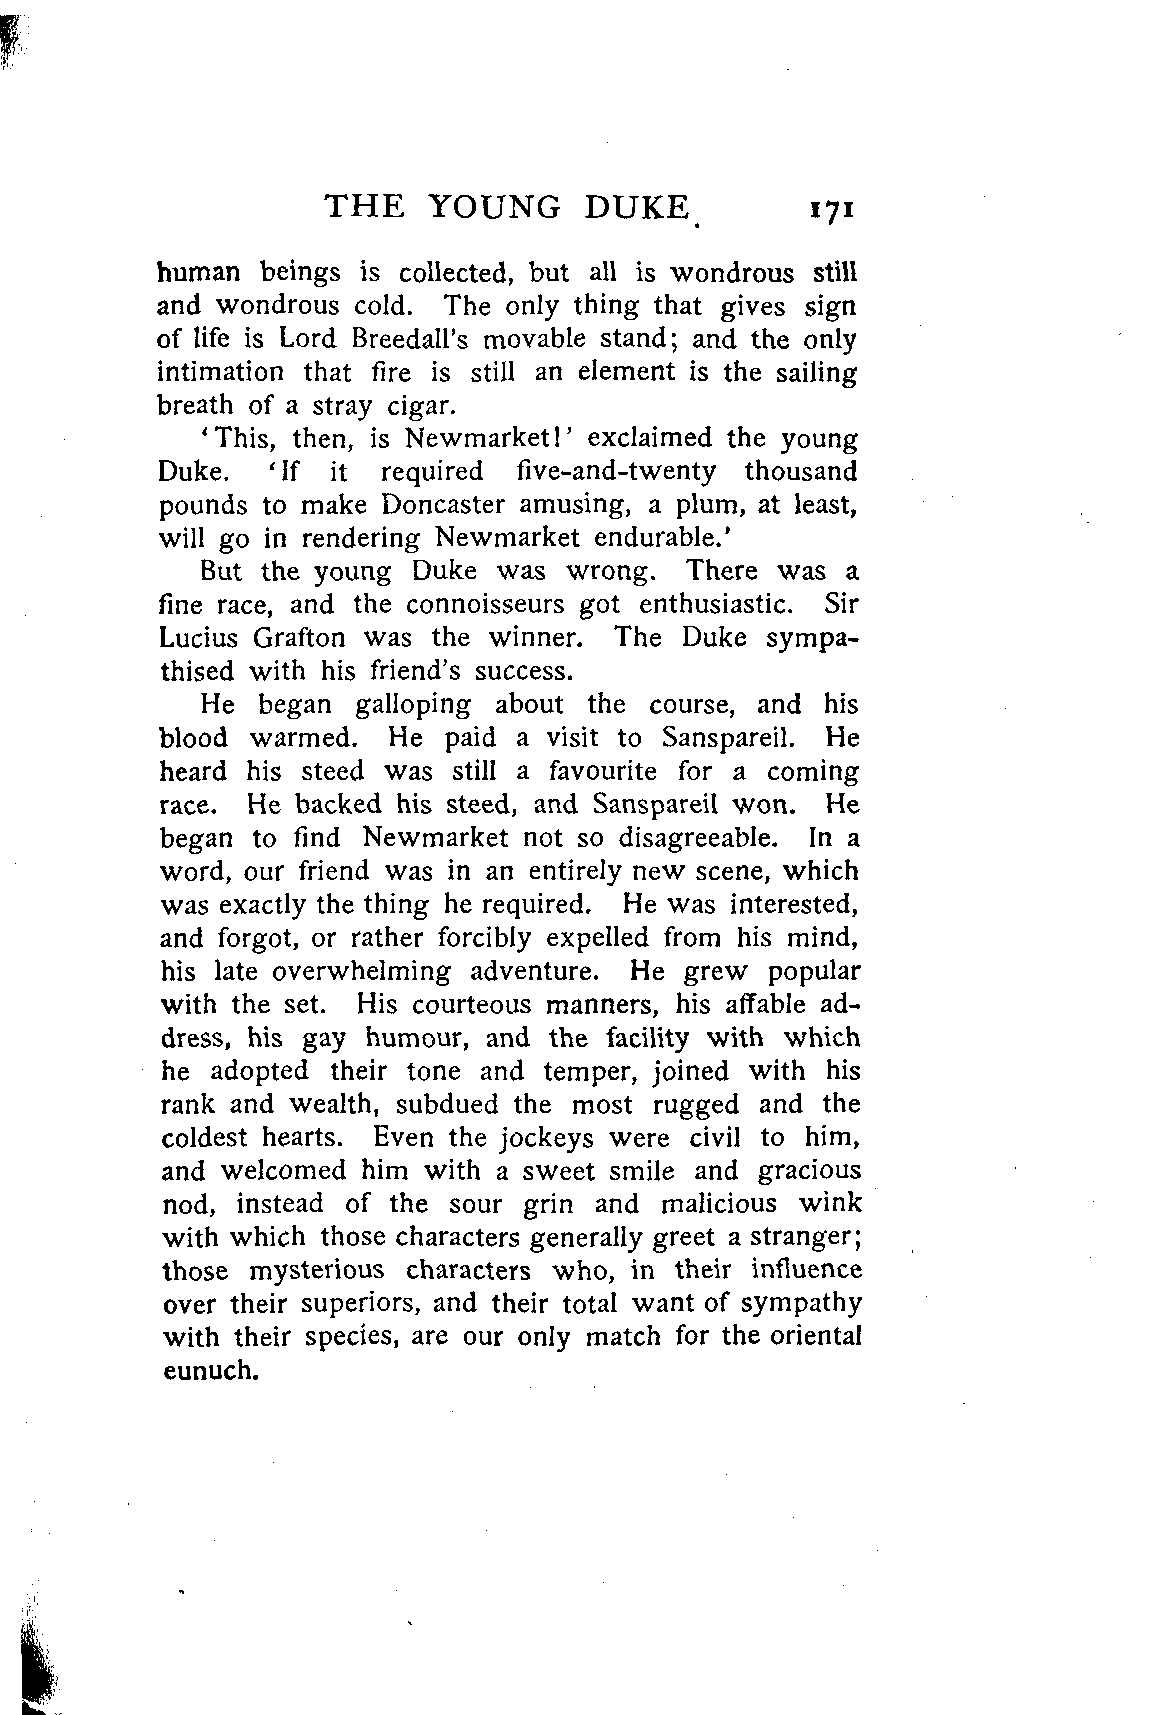 THE YOUNG DUKE 171
human beings is collected, but all is wondrous still
and wondrous cold. The only thing that gives sign
of life is Lord Breedall's movable stand; and the only
intimation that fire is still an element is the sailing
breath of a stray cigar.
‘This, then, is Newmarket!’ exclaimed the young
Duke. ‘If it required five-and-twenty thousand
pounds to make Doncaster amusing, a plum, at least,
will go in rendering Newmarket endurable.’
But the young Duke was wrong. There was a
fine race, and the connoisseurs got enthusiastic. Sir
Lucius Grafton was the winner. The Duke sympa-
thised with his friend's success.
He began galloping about the course, and his
blood warmed. He paid a visit to Sanspareil. He
heard his steed was still a favourite for a coming
race. He backed his steed, and Sanspareil won. He
began to find Newmarket not so disagreeable. In a
word, our friend was in an entirely new scene, which
was exactly the thing he required. He was interested,
and forgot, or rather forcibly expelled from his mind,
his late overwhelming adventure. He grew popular
with the set. His courteous manners, his affable ad-
dress, his gay humour, and the facility with which
he adopted their tone and temper, joined with his
rank and wealth, subdued the most rugged and the
coldest hearts. Even the jockeys were civil to him,
and welcomed him with a sweet smile and gracious
nod, instead of the sour grin and malicious wink
with which those characters generally greet a stranger;
those mysterious characters who, in their influence
over their superiors, and their total want of sympathy
with their species, are our only match for the oriental
eunuch.